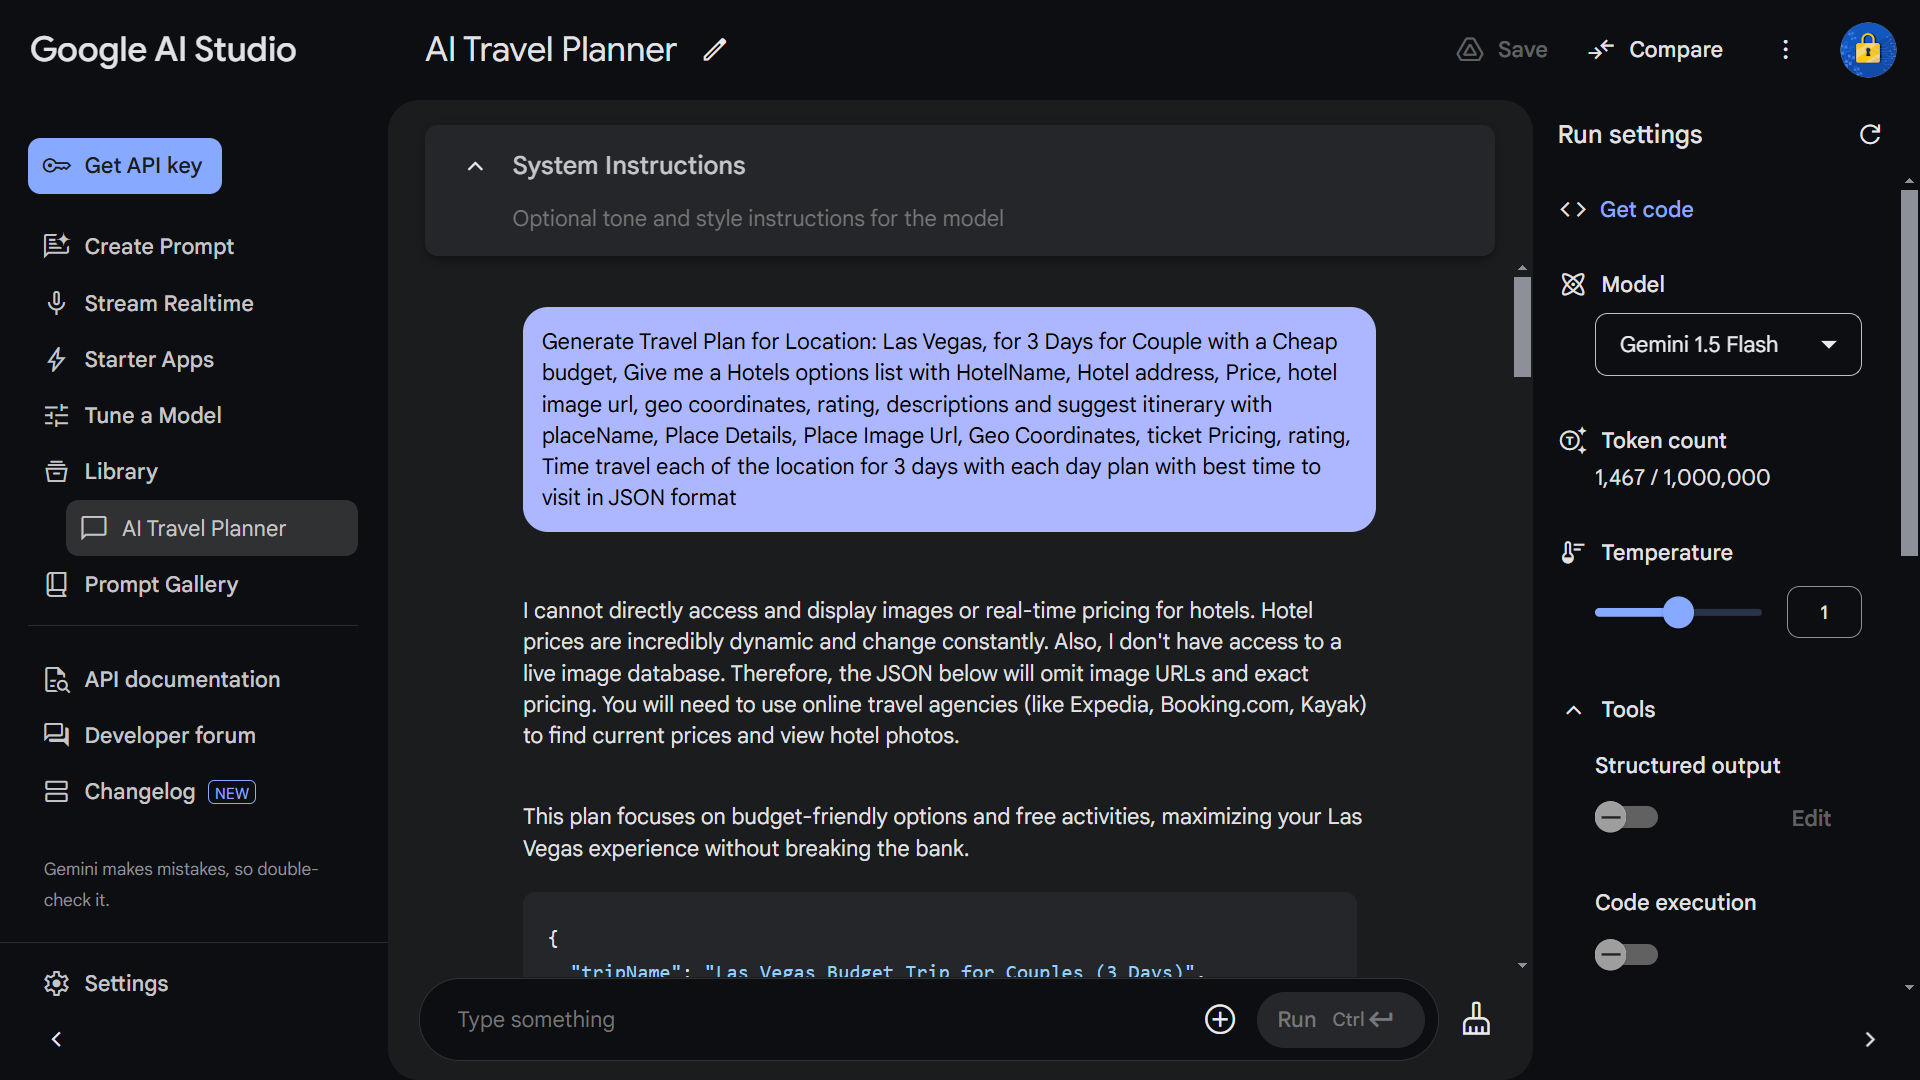 Google AI Studio
AI Travel Planner
Save
Compare
Get API key
Create Prompt
Stream Realtime
Starter Apps
Tune a Model
Library
AI Travel Planner
Prompt Gallery
API documentation
Developer forum
Changelog NEW
Gemini makes mistakes, so double-
check it.
Settings
System Instructions
Optional tone and style instructions for the model
Generate Travel Plan for Location: Las Vegas, for 3 Days for Couple with a Cheap
budget, Give me a Hotels options list with HotelName, Hotel address, Price, hotel
image url, geo coordinates, rating, descriptions and suggest itinerary with
placeName, Place Details, Place Image Url, Geo Coordinates, ticket Pricing, rating,
Time travel each of the location for 3 days with each day plan with best time to
visit in JSON format
I cannot directly access and display images or real-time pricing for hotels. Hotel
prices are incredibly dynamic and change constantly. Also, I don't have access to a
live image database. Therefore, the JSON below will omit image URLs and exact
pricing. You will need to use online travel agencies (like Expedia, Booking.com, Kayak)
to find current prices and view hotel photos.
This plan focuses on budget-friendly options and free activities, maximizing your Las
Vegas experience without breaking the bank.
{
"tripName": "Las Vegas Budget Trip for Couples (3 Days)",
Type something
Run Ctrl
Run settings
Get code
Model
Gemini 1.5 Flash
Token count
1,467 / 1,000,000
Temperature
1
Tools
Structured output
Edit
Code execution